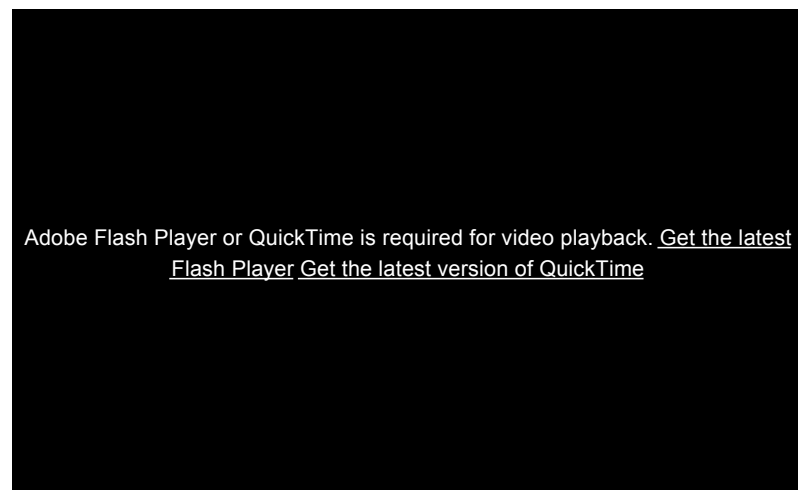 Adobe Flash Player or QuickTime is required for video playback. Get the latest
Flash Player Get the latest version of QuickTime